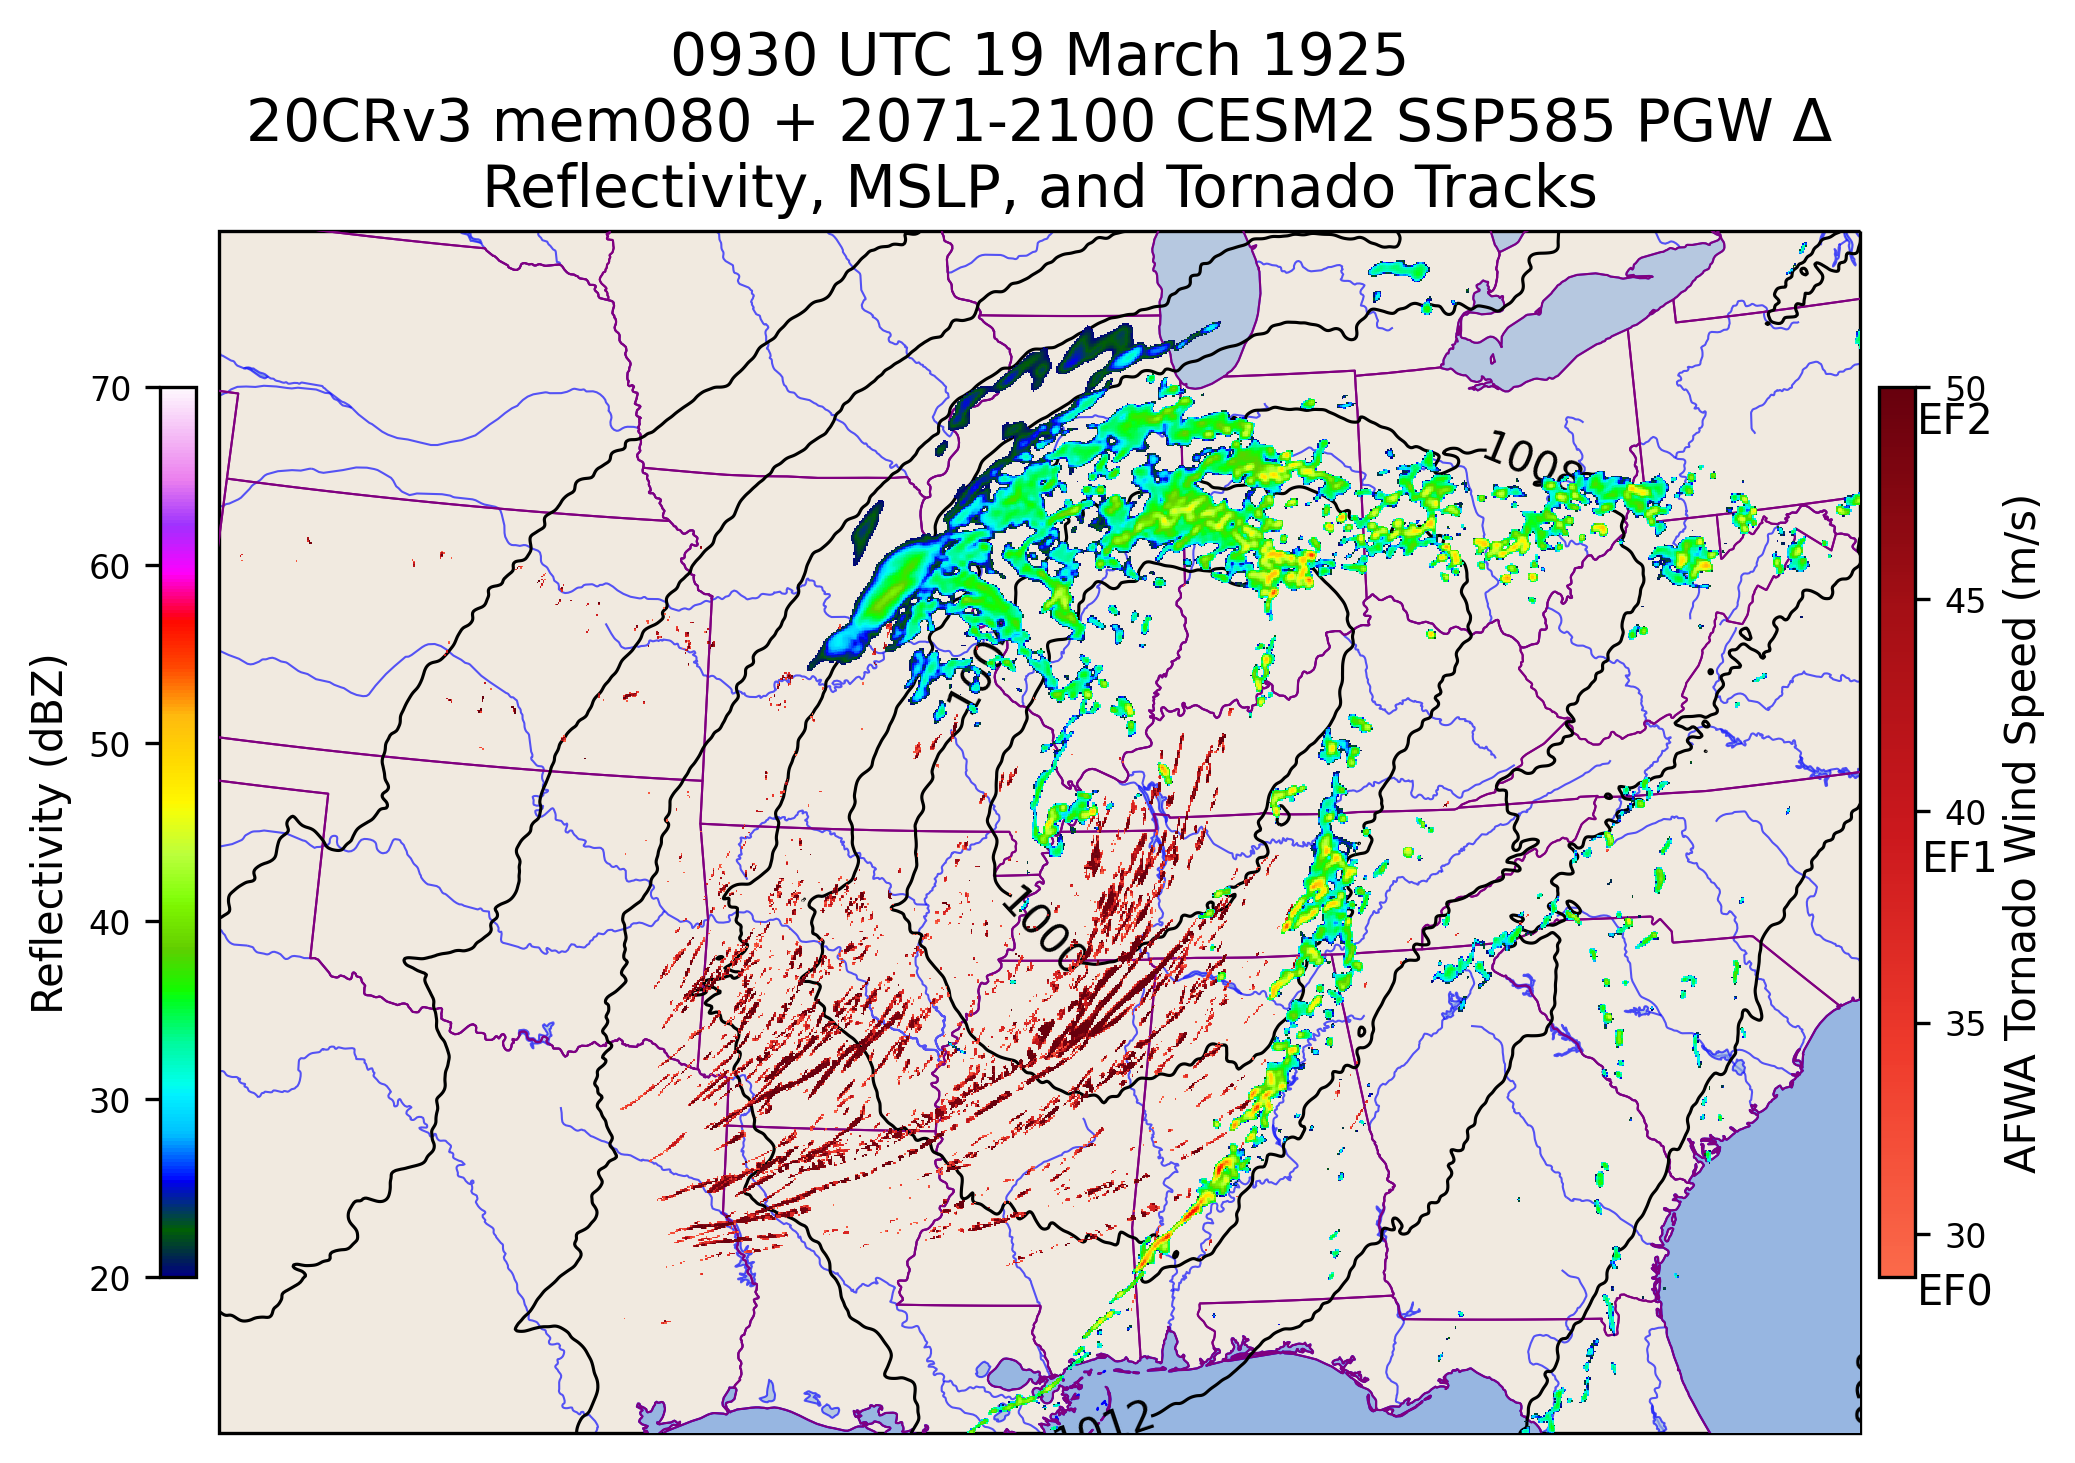 0930 UTC 19 March 1925
20CRv3 mem080 + 2071-2100 CESM2 SSP585 PGW Δ
Reflectivity, MSLP, and Tornado Tracks
Reflectivity (dBZ)
70
60
50
40
30
20
1008
1000
1012
50
EF2
45
40
EF1
35
30
EF0
AFWA Tornado Wind Speed (m/s)